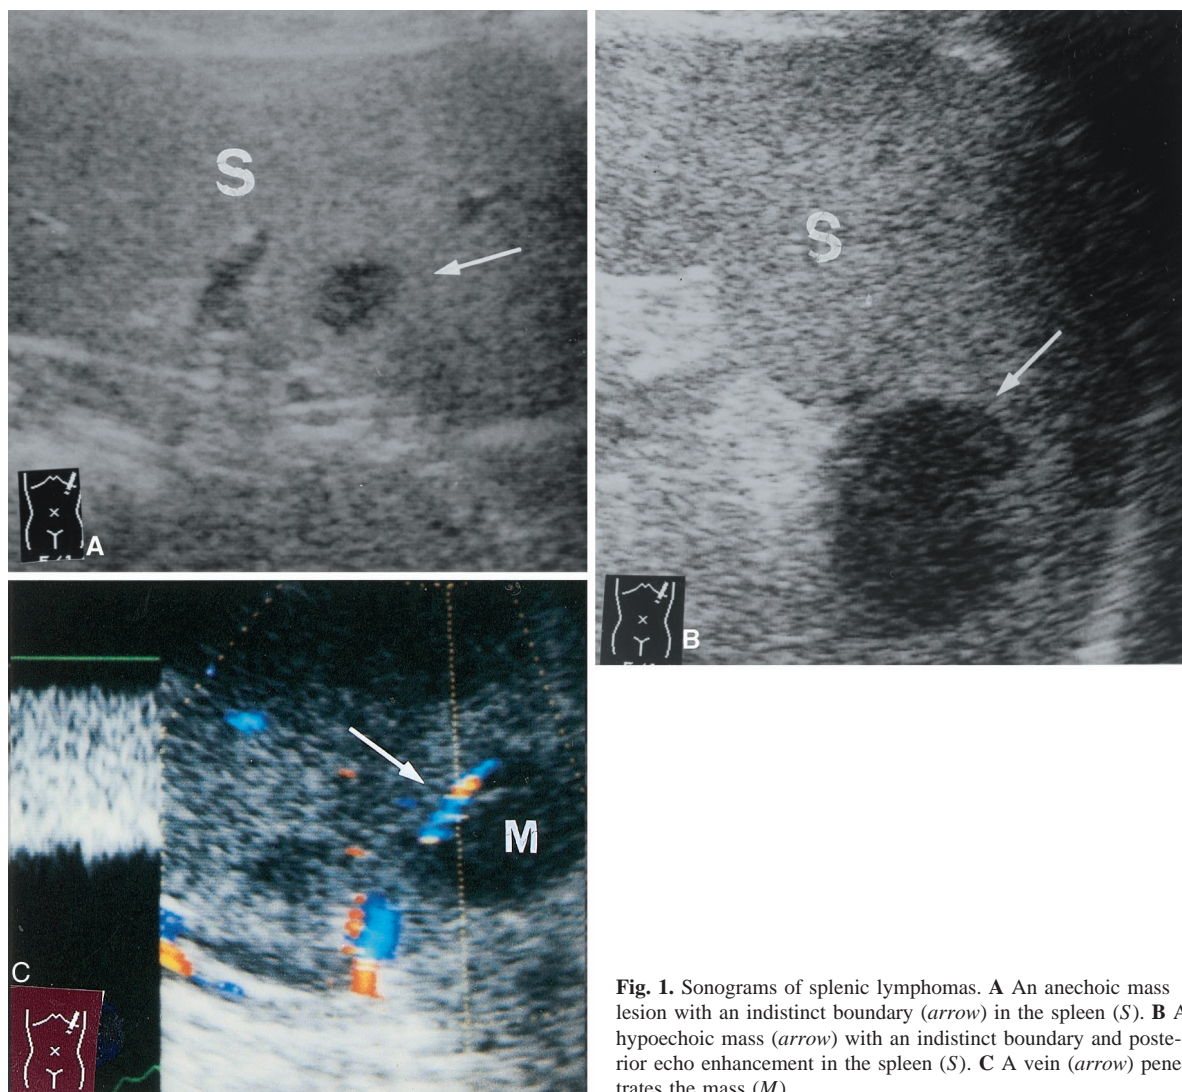 S
A
S
B
M
C
Fig. 1. Sonograms of splenic lymphomas. A An anechoic mass
lesion with an indistinct boundary (arrow) in the spleen (S). B A
hypoechoic mass (arrow) with an indistinct boundary and poste-
rior echo enhancement in the spleen (S). C A vein (arrow) pene-
trates the mass (M).